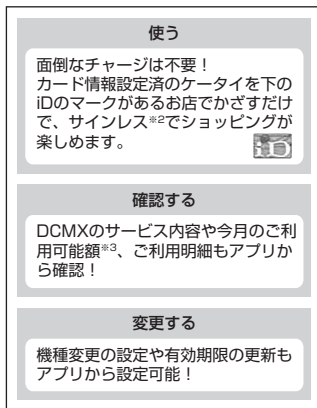 使う
面倒なチャージは不要！
カード情報設定済のケータイを下の
iDのマークがあるお店でかざすだけ
で、サインレス※2でショッピングが
楽しめます。
iD
確認する
DCMXのサービス内容や今月のご利
用可能額※3、ご利用明細もアプリか
ら確認！
変更する
機種変更の設定や有効期限の更新も
アプリから設定可能！